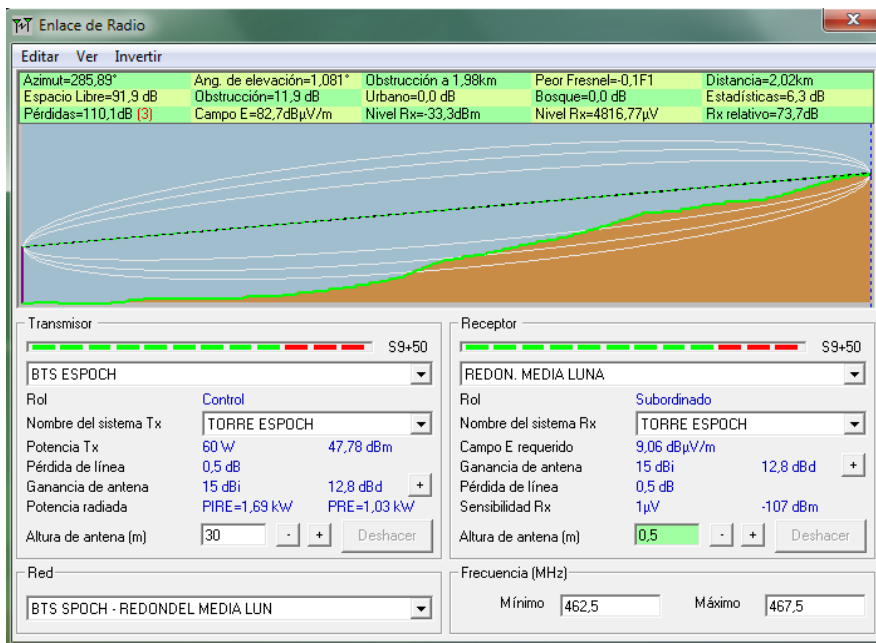 Enlace de Radio
Editar Ver Invertir
Azimut=285,89° Ang. de elevación=1,081° Obstrucción a 1,98km Peor Fresnel=-0,1F1 Distancia=2,02km
Espacio Libre=91,9 dB Obstrucción=11,9 dB Urbano=0,0 dB Bosque=0,0 dB Estadísticas=6,3 dB
Pérdidas=110,1dB (3) Campo E=82,7dBµV/m Nivel Rx=-33,3dBm Nivel Rx=4816,77µV Rx relativo=73,7dB
Transmisor
S9+50
BTS ESPOCH
Rol Control
Nombre del sistema Tx TORRE ESPOCH
Potencia Tx 60 W 47,78 dBm
Pérdida de línea 0,5 dB
Ganancia de antena 15 dBi 12,8 dBd +
Potencia radiada PIRE=1,69 kW PRE=1,03 kW
Altura de antena (m) 30 - + Deshacer
Receptor
S9+50
REDON. MEDIA LUNA
Rol Subordinado
Nombre del sistema Rx TORRE ESPOCH
Campo E requerido 9,06 dBµV/m
Ganancia de antena 15 dBi 12,8 dBd +
Pérdida de línea 0,5 dB
Sensibilidad Rx 1µV -107 dBm
Altura de antena (m) 0,5 - + Deshacer
Red
BTS SPOCH - REDONDEL MEDIA LUN
Frecuencia (MHz)
Mínimo 462,5 Máximo 467,5